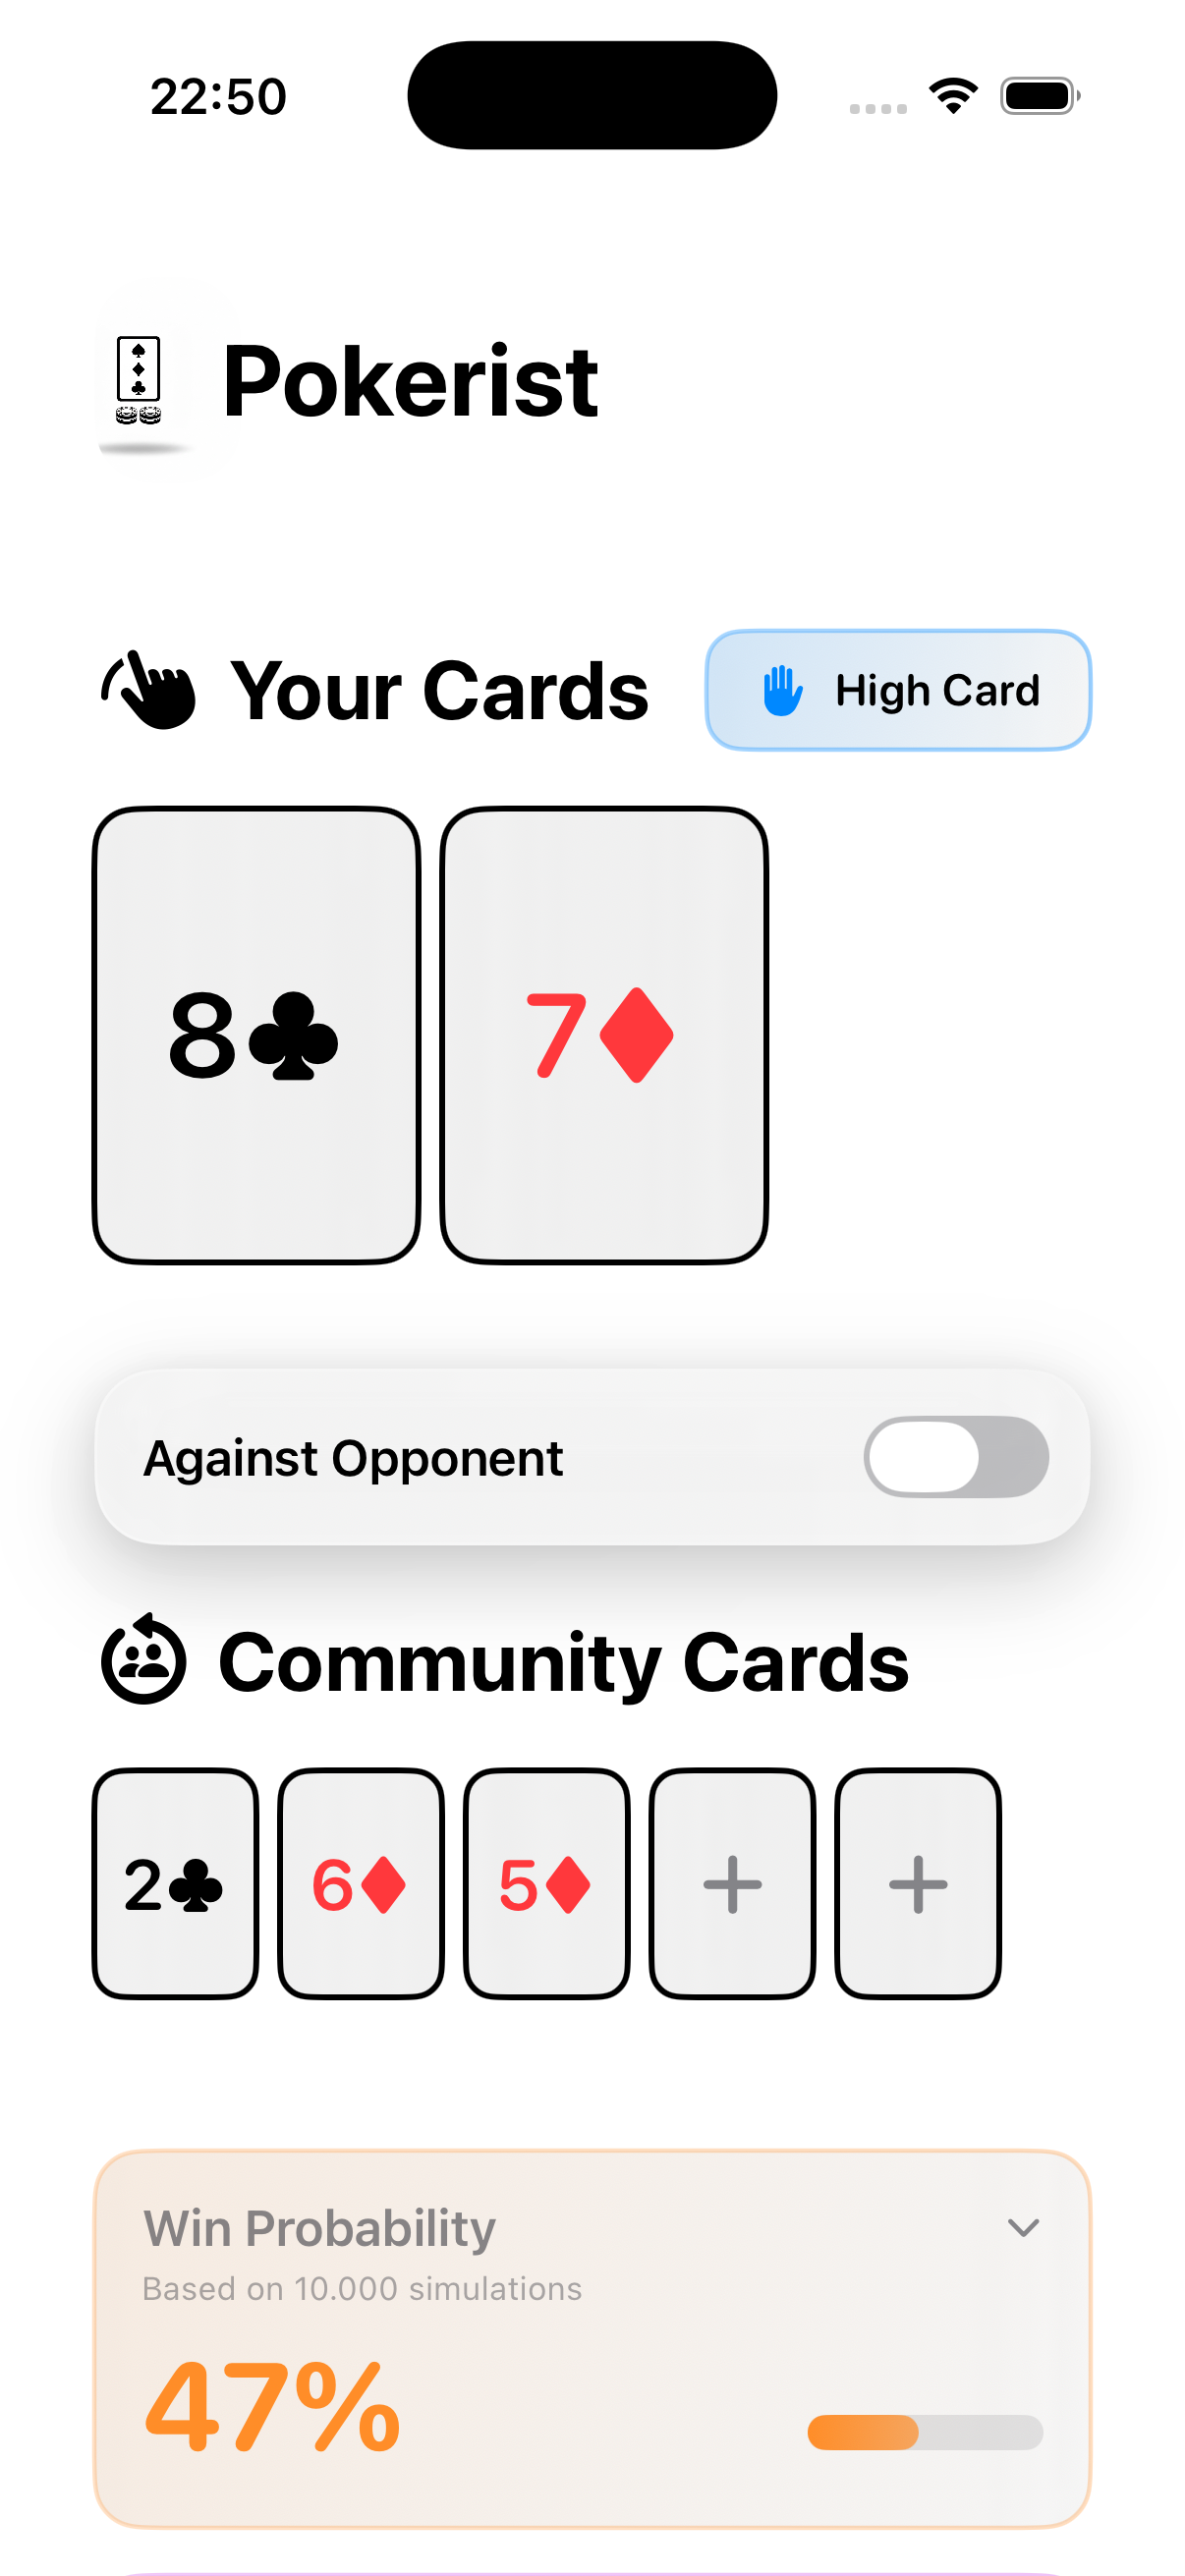 22:50
Pokerist
Your Cards
High Card
8♣ 7♦
Against Opponent
Community Cards
2♣ 6♦ 5♦ + +
Win Probability
Based on 10.000 simulations
47%